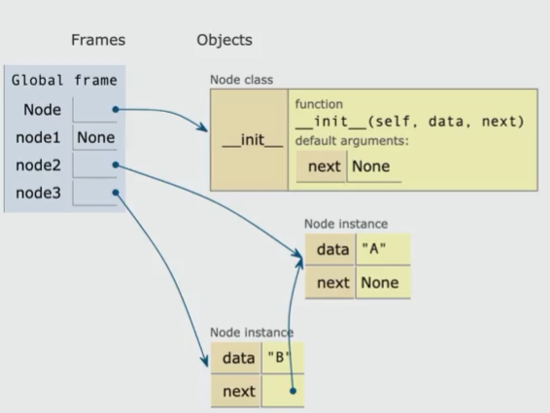 Frames
Objects
Global frame
Node
node1 None
node2
node3
Node class
__init__
function
__init__(self, data, next)
default arguments:
next None
Node instance
data "A"
next None
Node instance
data "B"
next